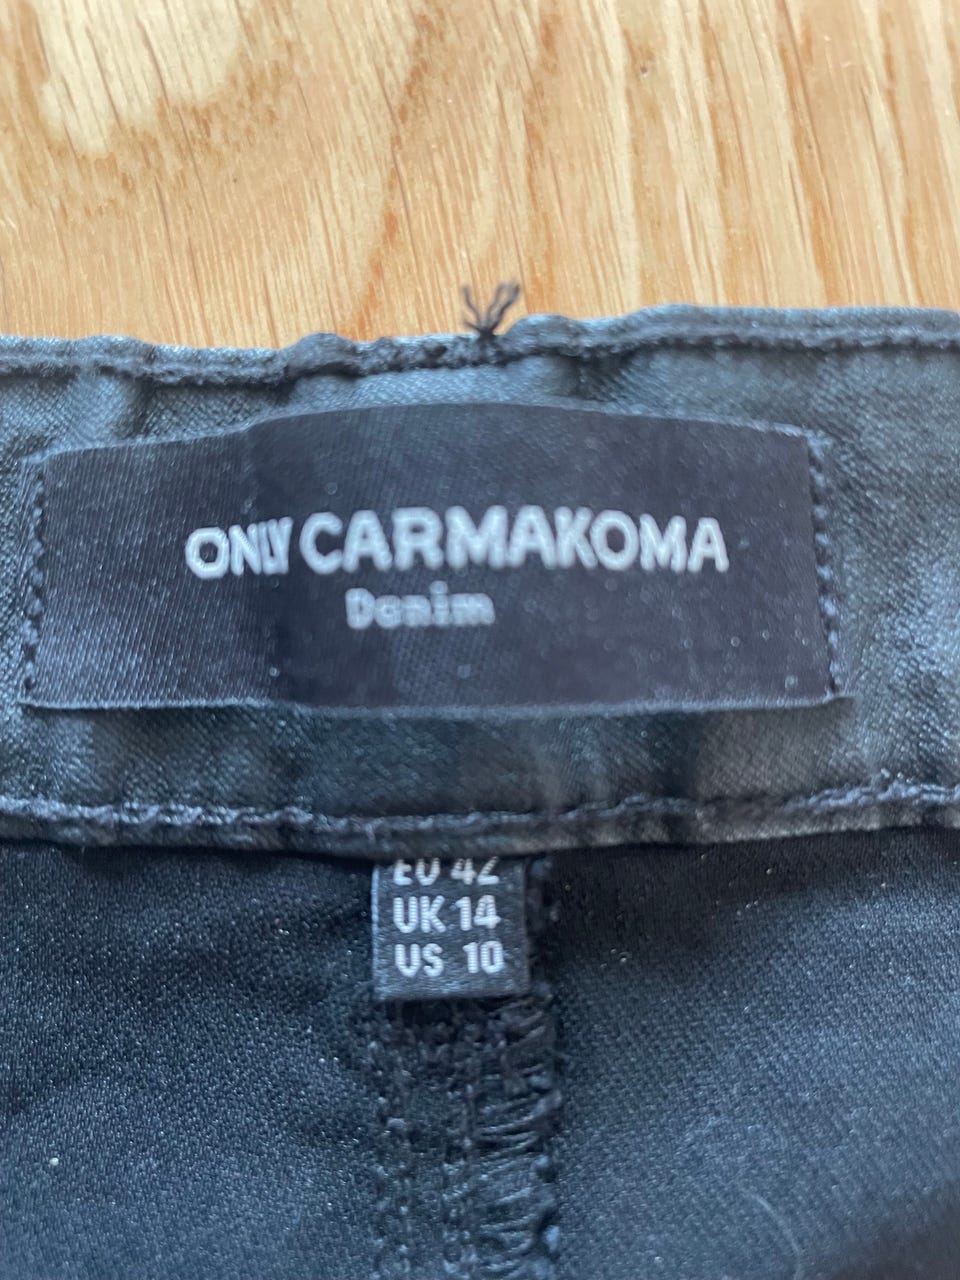 ONLY CARMAKOMA
Denim
EU 42
UK 14
US 10